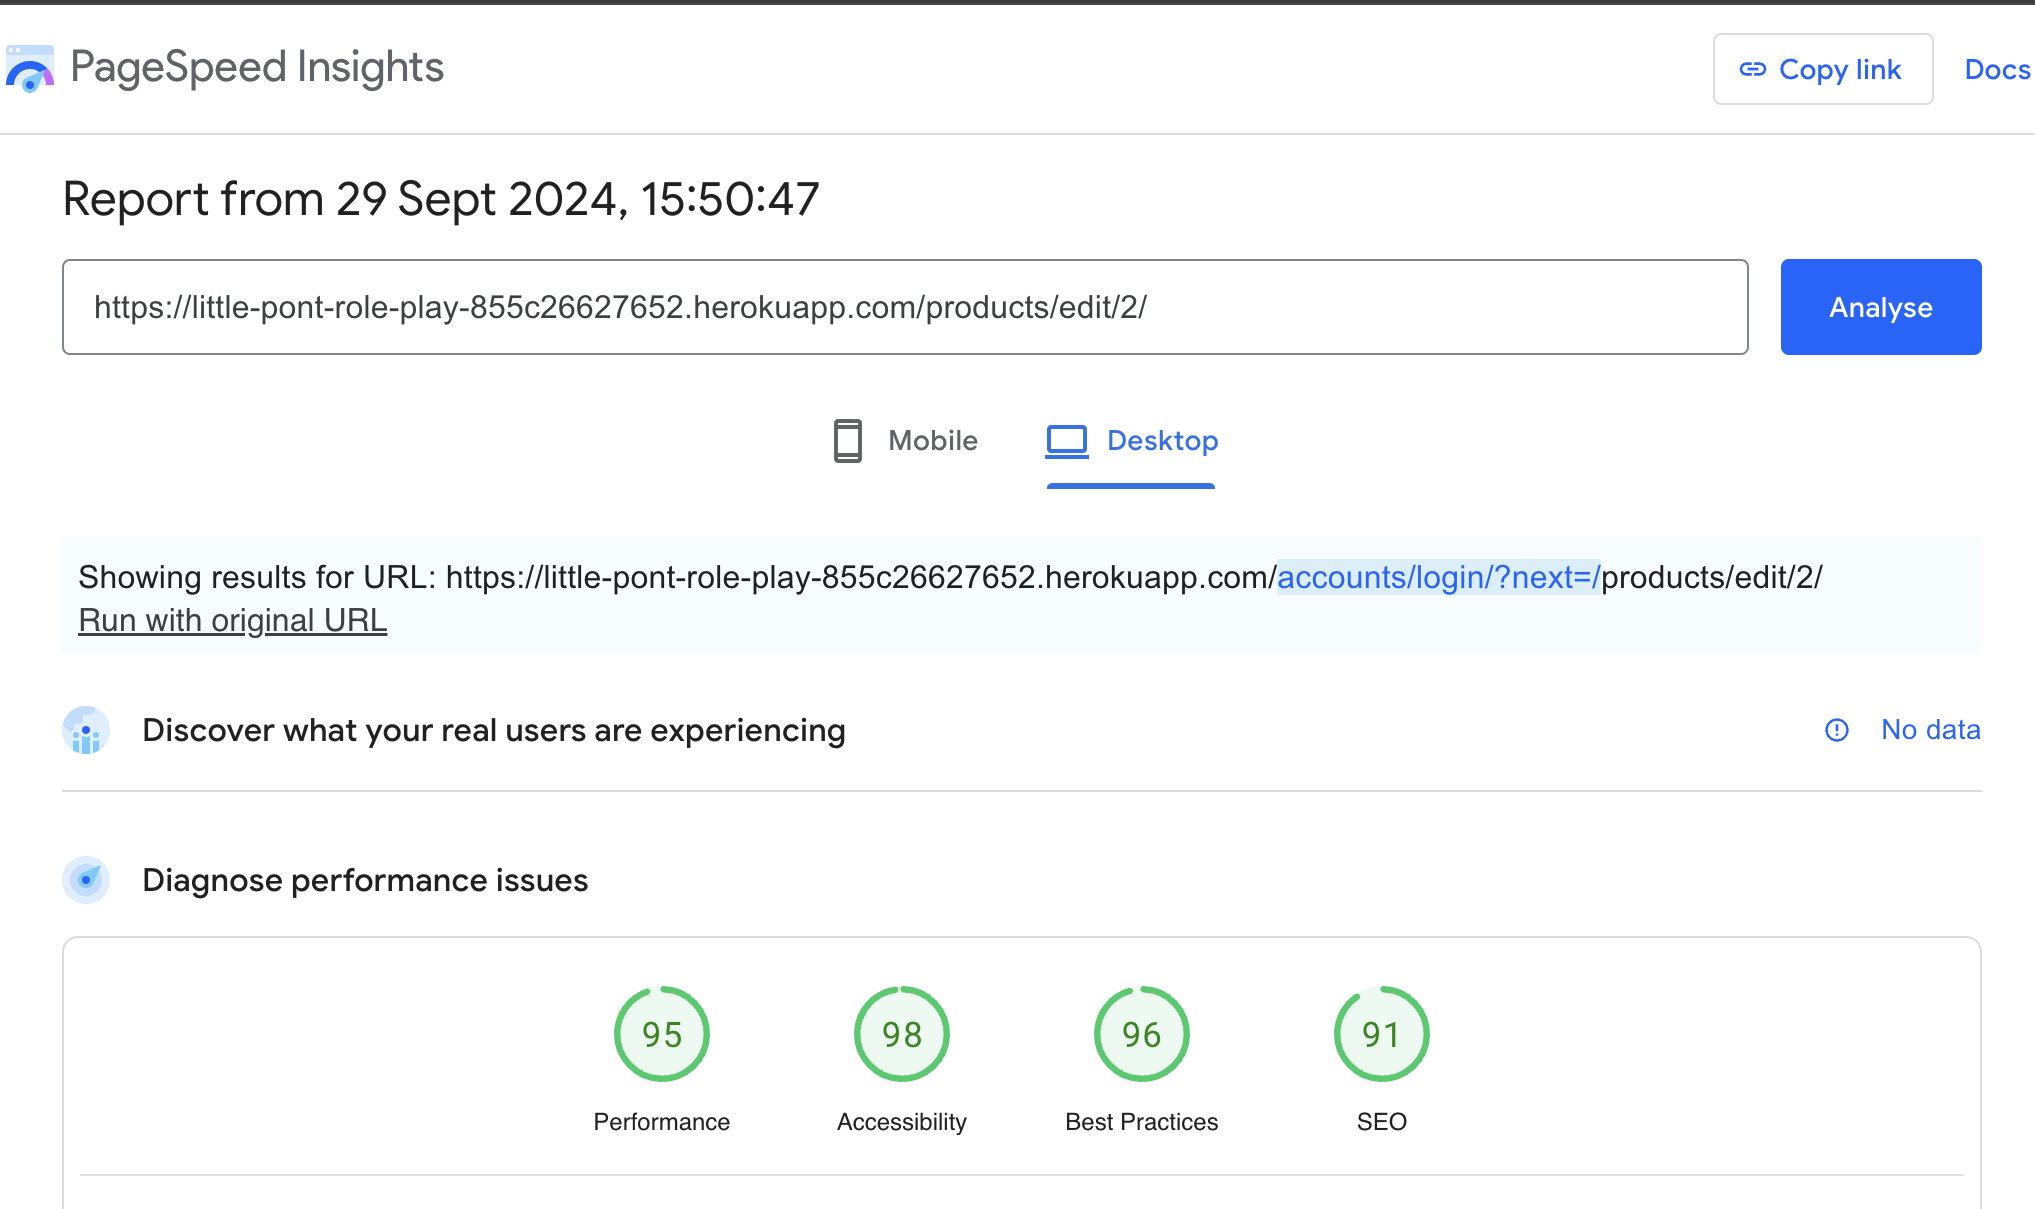 PageSpeed Insights
Copy link
Docs
Report from 29 Sept 2024, 15:50:47
https://little-pont-role-play-855c26627652.herokuapp.com/products/edit/2/
Analyse
Mobile
Desktop
Showing results for URL: https://little-pont-role-play-855c26627652.herokuapp.com/accounts/login/?next=/products/edit/2/
Run with original URL
Discover what your real users are experiencing
No data
Diagnose performance issues
95
98
96
91
Performance
Accessibility
Best Practices
SEO